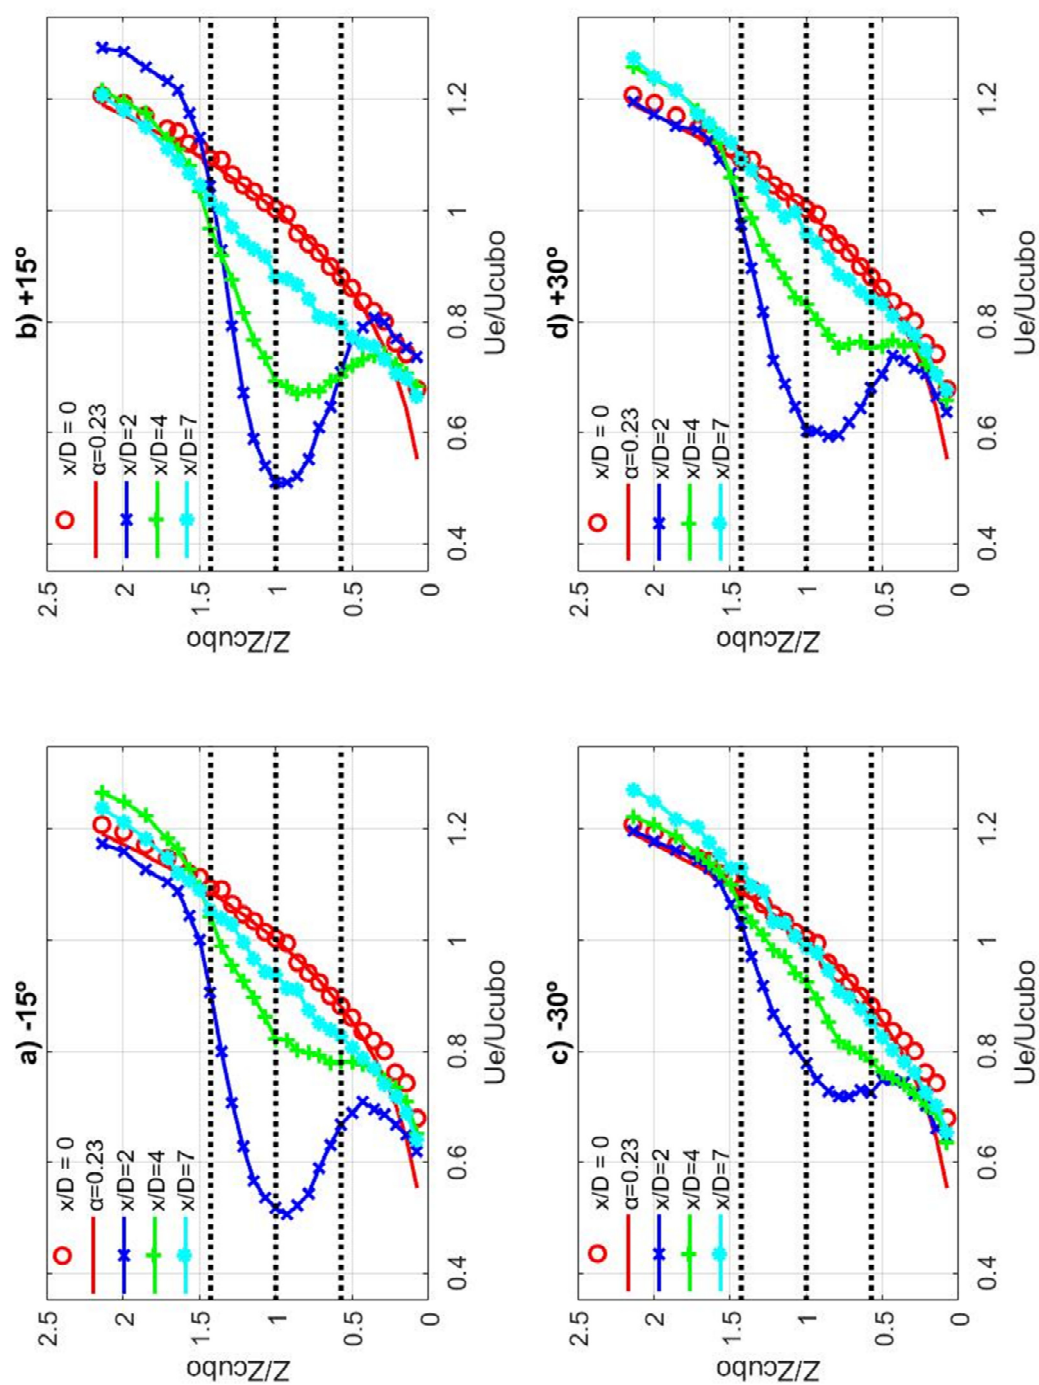 a) -15º
x/D = 0
α=0.23
x/D=2
x/D=4
x/D=7
Z/Zcubo
2.5
2
1.5
1
0.5
0
0.4
0.6
0.8
1
1.2
Ue/Ucubo
b) +15º
x/D = 0
α=0.23
x/D=2
x/D=4
x/D=7
Z/Zcubo
2.5
2
1.5
1
0.5
0
0.4
0.6
0.8
1
1.2
Ue/Ucubo
c) -30º
x/D = 0
α=0.23
x/D=2
x/D=4
x/D=7
Z/Zcubo
2.5
2
1.5
1
0.5
0
0.4
0.6
0.8
1
1.2
Ue/Ucubo
d) +30º
x/D = 0
α=0.23
x/D=2
x/D=4
x/D=7
Z/Zcubo
2.5
2
1.5
1
0.5
0
0.4
0.6
0.8
1
1.2
Ue/Ucubo